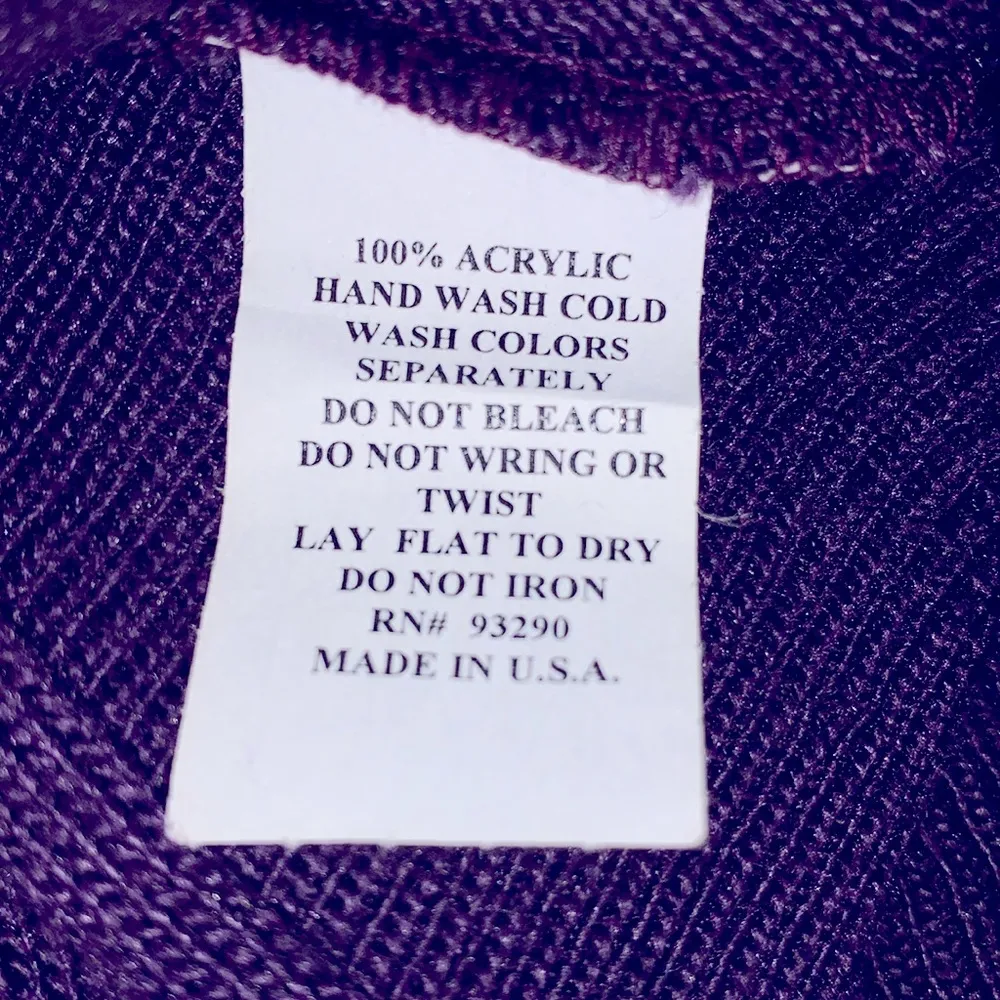 100% ACRYLIC
HAND WASH COLD
WASH COLORS
SEPARATELY
DO NOT BLEACH
DO NOT WRING OR
TWIST
LAY FLAT TO DRY
DO NOT IRON
RN# 93290
MADE IN U.S.A.